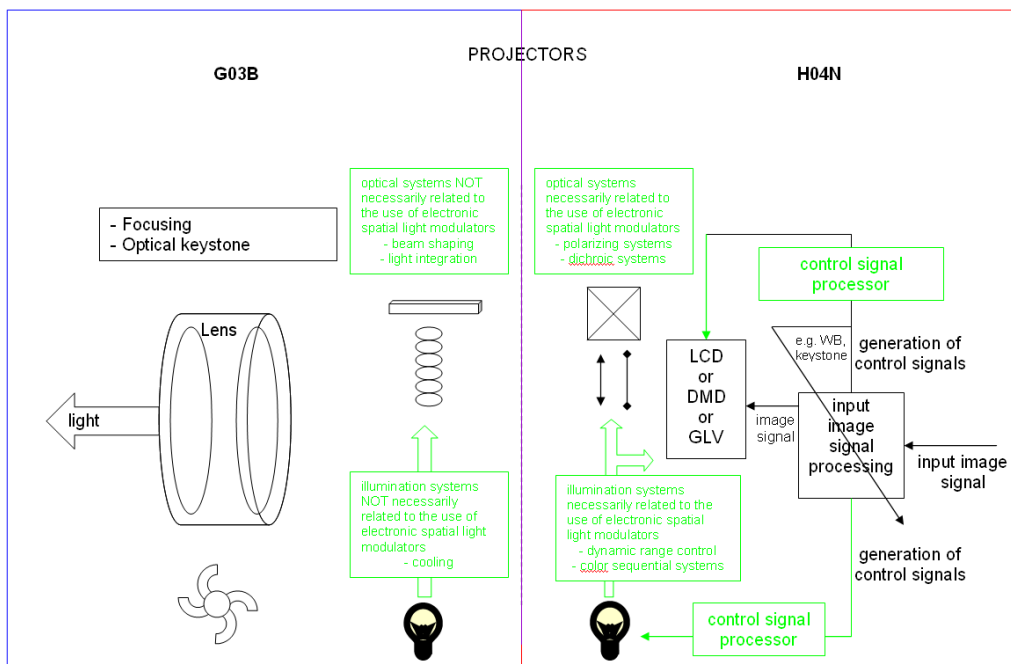 PROJECTORS
G03B
H04N
- Focusing
- Optical keystone
optical systems NOT
necessarily related to
the use of electronic
spatial light modulators
- beam shaping
- light integration
optical systems
necessarily related to
the use of electronic
spatial light modulators
- polarizing systems
- dichroic systems
control signal
processor
Lens
light
LCD
or
DMD
or
GLV
e.g. WB,
keystone
generation of
control signals
image
signal
input
image
signal
processing
input image
signal
illumination systems
NOT necessarily
related to the use of
electronic spatial light
modulators
- cooling
illumination systems
necessarily related to the
use of electronic spatial
light modulators
- dynamic range control
- color sequential systems
generation of
control signals
control signal
processor